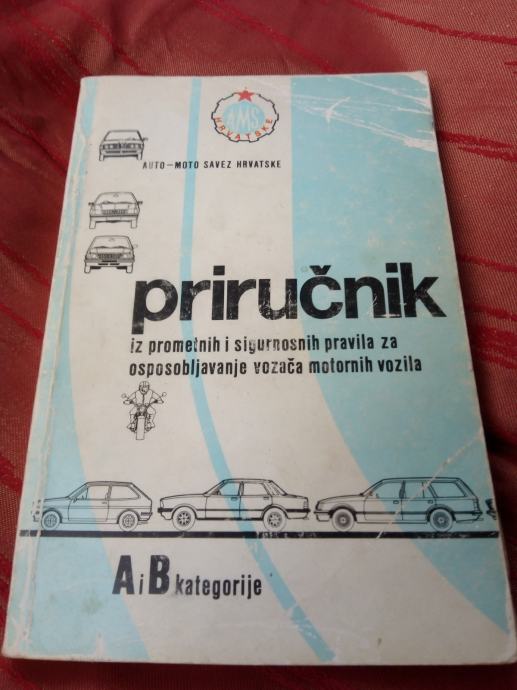 AMS
HRVATSKE
AUTO–MOTO SAVEZ HRVATSKE
priručnik
iz prometnih i sigurnosnih pravila za
osposobljavanje vozača motornih vozila
A i B kategorije